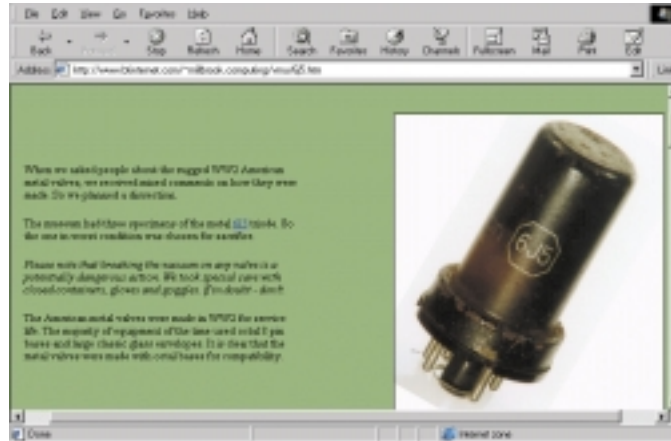 File Edit View Go Favorites Help
Back Stop Refresh Home Search Favorites History Channels Fullscreen Mail Print Edit
Address
When we asked people about the rugged WW2 American
metal valves, we received mixed comments on how they were
made. So we planned a dissection.
The museum had three specimens of the metal 6J5 triode. So
the one in worst condition was chosen for sacrifice.
Please note that breaking the vacuum on any valve is a
potentially dangerous action. We took special care with
closed containers, gloves and goggles. If in doubt - don't
The American metal valves were made in WW2 for service
life. The majority of equipment of the time used octal 8 pin
bases and large classic glass envelopes. It is clear that the
metal valves were made with octal bases for compatibility.
6J5
Done
Internet zone